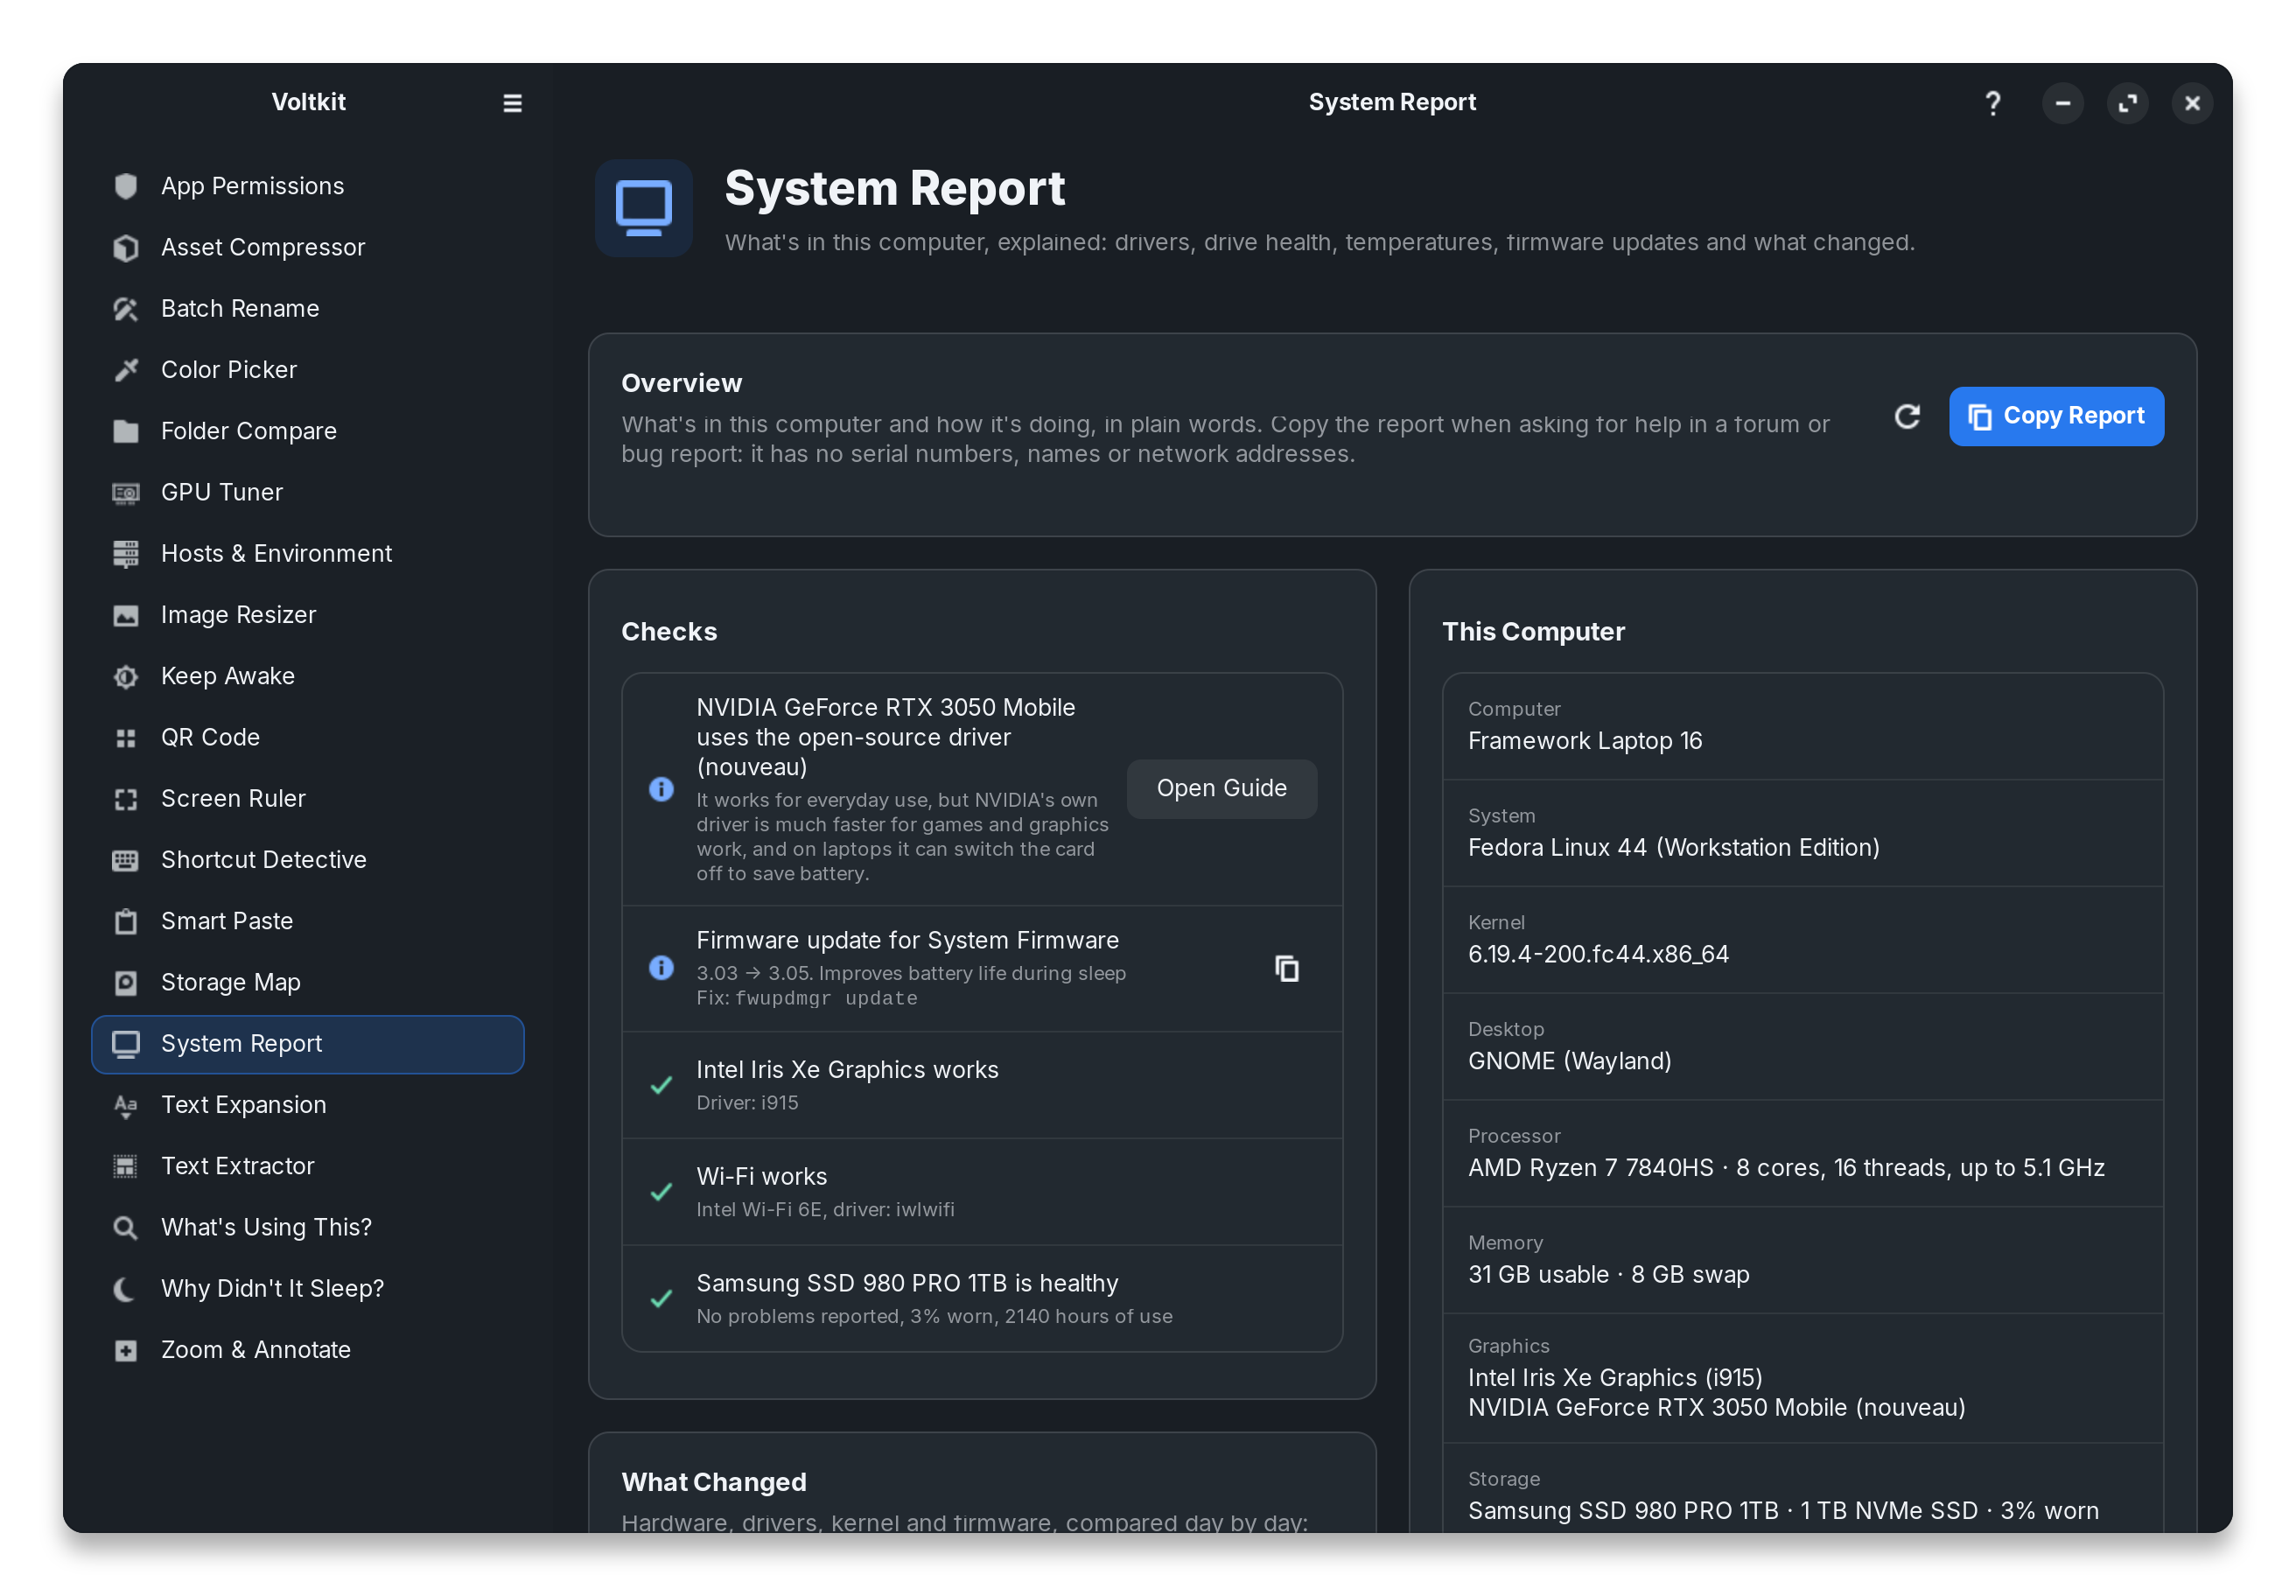 Voltkit
System Report
?
App Permissions
Asset Compressor
Batch Rename
Color Picker
Folder Compare
GPU Tuner
Hosts & Environment
Image Resizer
Keep Awake
QR Code
Screen Ruler
Shortcut Detective
Smart Paste
Storage Map
System Report
Text Expansion
Text Extractor
What's Using This?
Why Didn't It Sleep?
Zoom & Annotate
System Report
What's in this computer, explained: drivers, drive health, temperatures, firmware updates and what changed.
Overview
What's in this computer and how it's doing, in plain words. Copy the report when asking for help in a forum or
bug report: it has no serial numbers, names or network addresses.
Copy Report
Checks
NVIDIA GeForce RTX 3050 Mobile
uses the open-source driver
(nouveau)
It works for everyday use, but NVIDIA's own
driver is much faster for games and graphics
work, and on laptops it can switch the card
off to save battery.
Open Guide
Firmware update for System Firmware
3.03 → 3.05. Improves battery life during sleep
Fix: fwupdmgr update
Intel Iris Xe Graphics works
Driver: i915
Wi-Fi works
Intel Wi-Fi 6E, driver: iwlwifi
Samsung SSD 980 PRO 1TB is healthy
No problems reported, 3% worn, 2140 hours of use
What Changed
Hardware, drivers, kernel and firmware, compared day by day:
This Computer
Computer
Framework Laptop 16
System
Fedora Linux 44 (Workstation Edition)
Kernel
6.19.4-200.fc44.x86_64
Desktop
GNOME (Wayland)
Processor
AMD Ryzen 7 7840HS · 8 cores, 16 threads, up to 5.1 GHz
Memory
31 GB usable · 8 GB swap
Graphics
Intel Iris Xe Graphics (i915)
NVIDIA GeForce RTX 3050 Mobile (nouveau)
Storage
Samsung SSD 980 PRO 1TB · 1 TB NVMe SSD · 3% worn